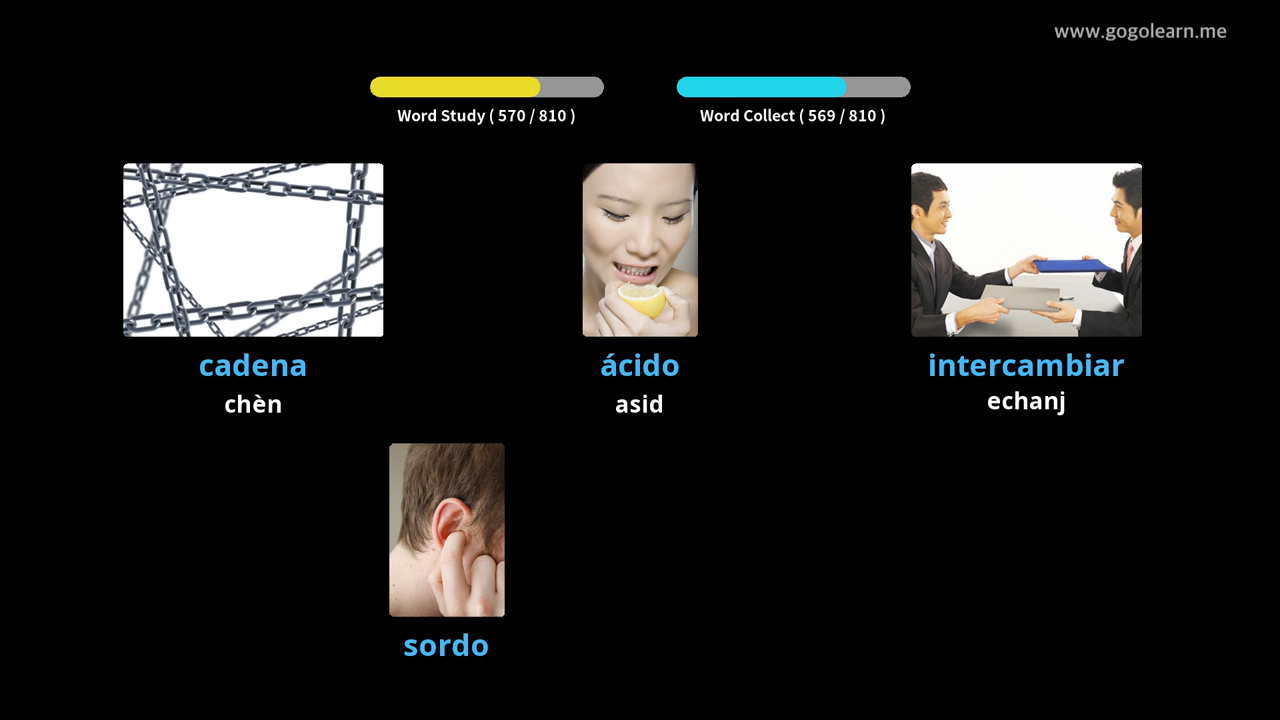 www.gogolearn.me
Word Study ( 570 / 810 )
Word Collect ( 569 / 810 )
cadena
chèn
ácido
asid
intercambiar
echanj
sordo